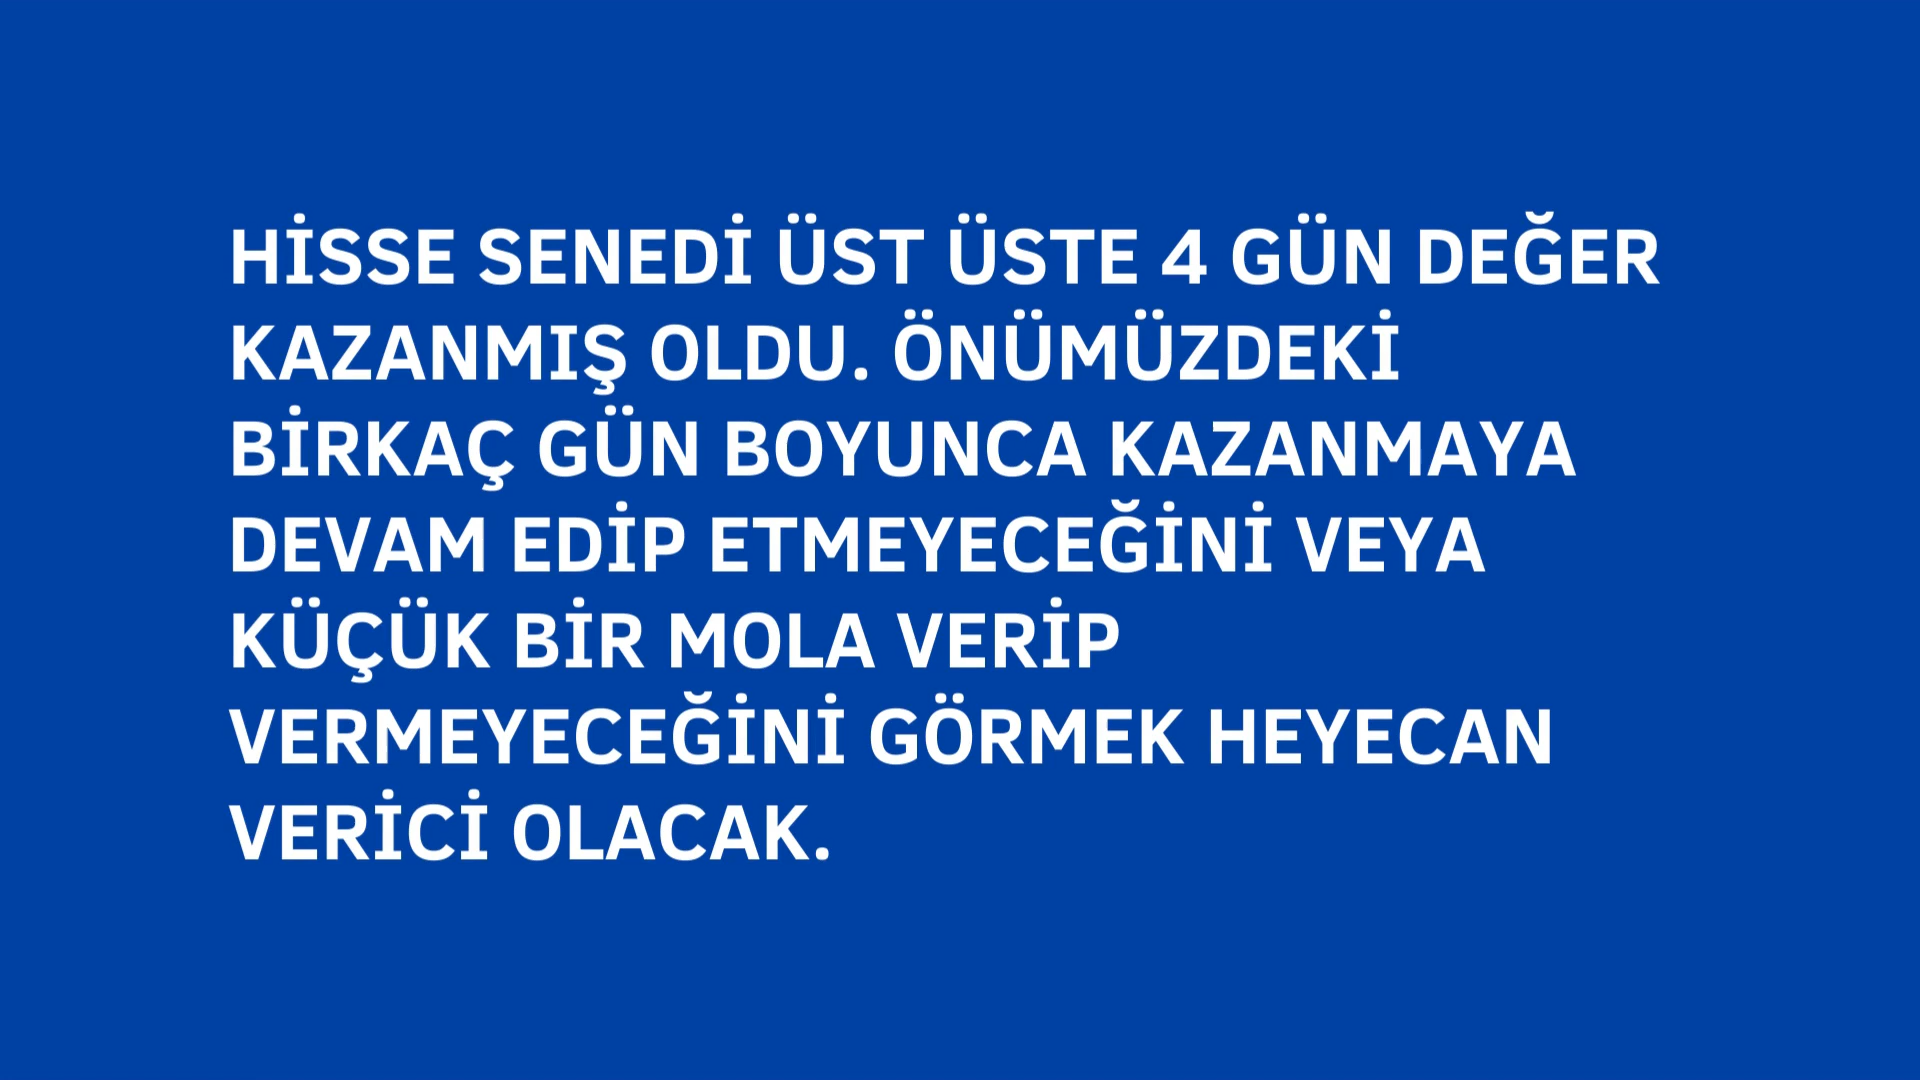 HİSSE SENEDİ ÜST ÜSTE 4 GÜN DEĞER
KAZANMIŞ OLDU. ÖNÜMÜZDEKİ
BİRKAÇ GÜN BOYUNCA KAZANMAYA
DEVAM EDİP ETMEYECEĞİNİ VEYA
KÜÇÜK BİR MOLA VERİP
VERMEYECEĞİNİ GÖRMEK HEYECAN
VERİCİ OLACAK.